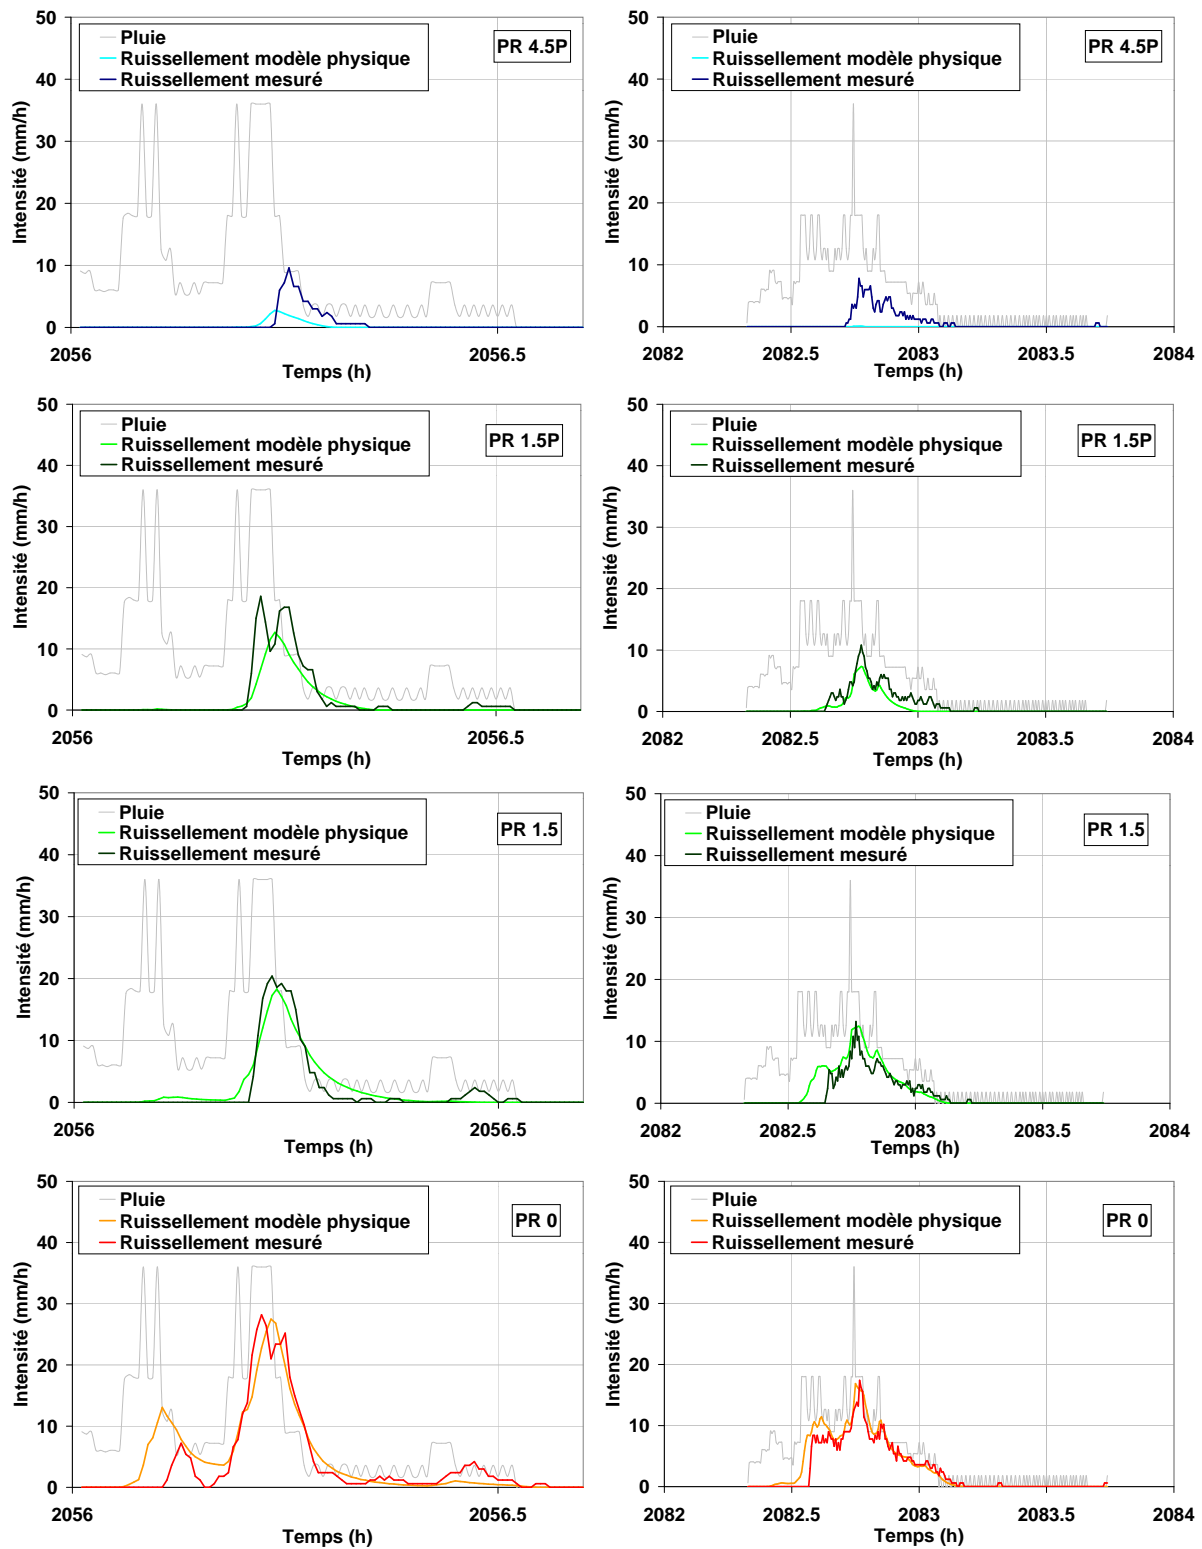 50
40
30
20
10
0
Intensité (mm/h)
Pluie
Ruissellement modèle physique
Ruissellement mesuré
PR 4.5P
2056
2056.5
Temps (h)
50
40
30
20
10
0
Intensité (mm/h)
Pluie
Ruissellement modèle physique
Ruissellement mesuré
PR 4.5P
2082
2082.5
2083
2083.5
2084
Temps (h)
50
40
30
20
10
0
Intensité (mm/h)
Pluie
Ruissellement modèle physique
Ruissellement mesuré
PR 1.5P
2056
2056.5
Temps (h)
50
40
30
20
10
0
Intensité (mm/h)
Pluie
Ruissellement modèle physique
Ruissellement mesuré
PR 1.5P
2082
2082.5
2083
2083.5
2084
Temps (h)
50
40
30
20
10
0
Intensité (mm/h)
Pluie
Ruissellement modèle physique
Ruissellement mesuré
PR 1.5
2056
2056.5
Temps (h)
50
40
30
20
10
0
Intensité (mm/h)
Pluie
Ruissellement modèle physique
Ruissellement mesuré
PR 1.5
2082
2082.5
2083
2083.5
2084
Temps (h)
50
40
30
20
10
0
Intensité (mm/h)
Pluie
Ruissellement modèle physique
Ruissellement mesuré
PR 0
2056
2056.5
Temps (h)
50
40
30
20
10
0
Intensité (mm/h)
Pluie
Ruissellement modèle physique
Ruissellement mesuré
PR 0
2082
2082.5
2083
2083.5
2084
Temps (h)